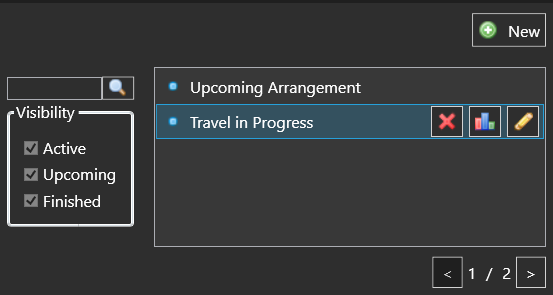 New
Visibility
Active
Upcoming
Finished
Upcoming Arrangement
Travel in Progress
< 1 / 2 >